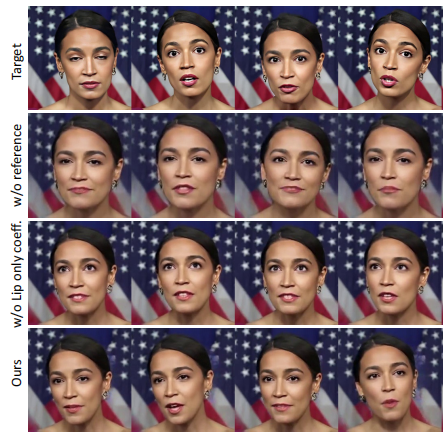 Target
w/o reference
w/o Lip only coeff.
Ours